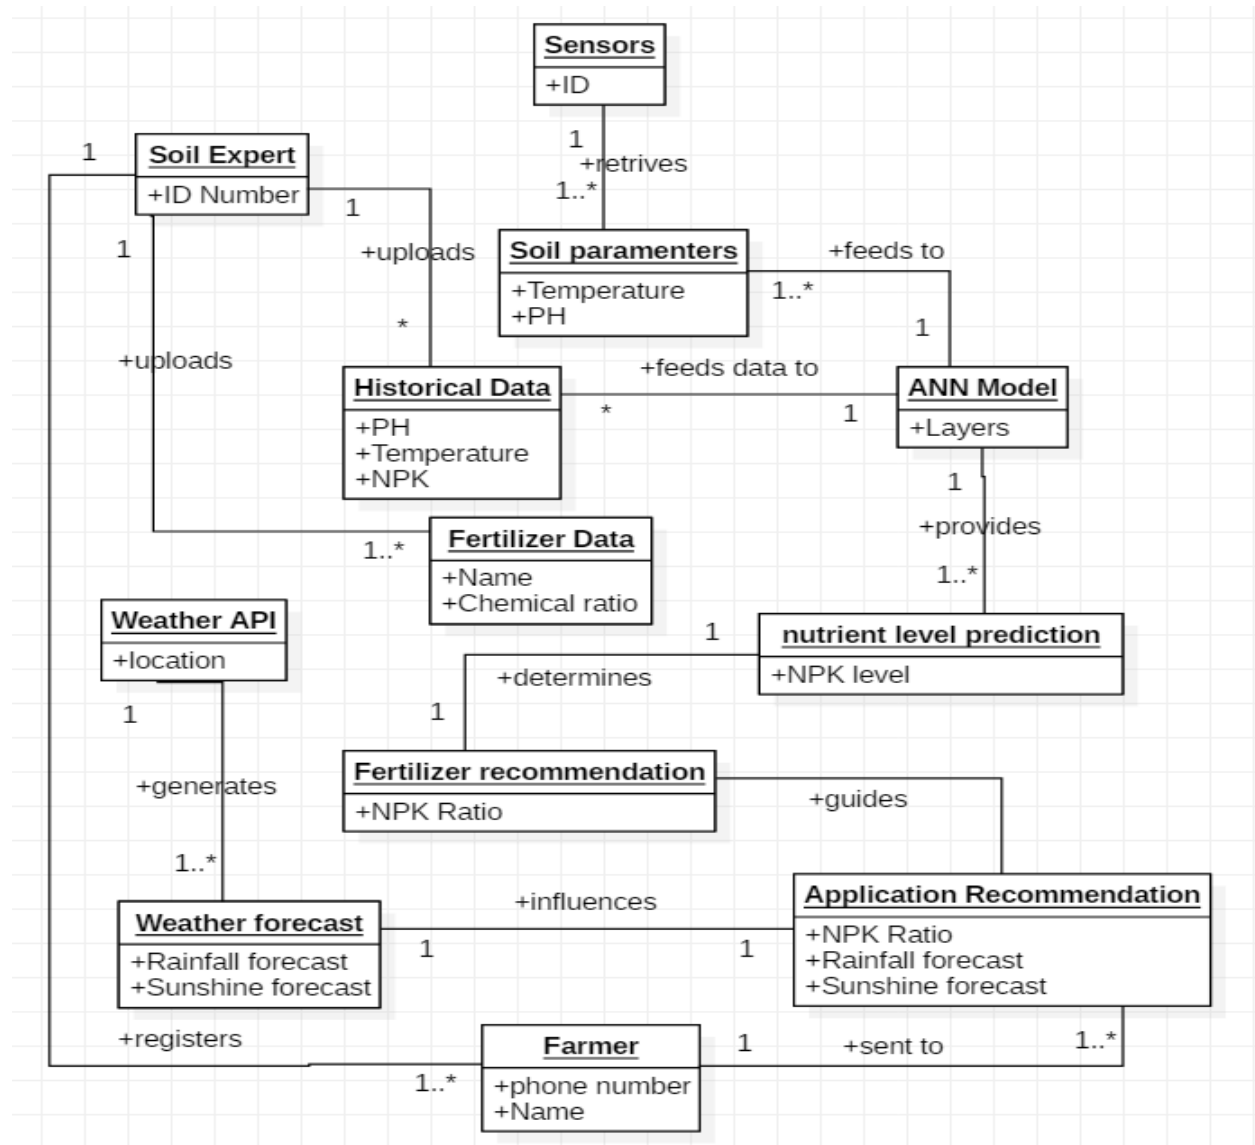 Sensors
+ID
1
+retrives
1..*
Soil Expert
+ID Number
1
1
1
+uploads
*
+uploads
1..*
Soil paramenters
+Temperature
+PH
+feeds to
1..*
1
Historical Data
+PH
+Temperature
+NPK
+feeds data to
*
1
ANN Model
+Layers
1
+provides
1..*
Fertilizer Data
+Name
+Chemical ratio
Weather API
+location
1
+generates
1..*
nutrient level prediction
+NPK level
1
+determines
1
Fertilizer recommendation
+NPK Ratio
+guides
Weather forecast
+Rainfall forecast
+Sunshine forecast
+influences
1
1
Application Recommendation
+NPK Ratio
+Rainfall forecast
+Sunshine forecast
+registers
1..*
Farmer
+phone number
+Name
1
+sent to
1..*